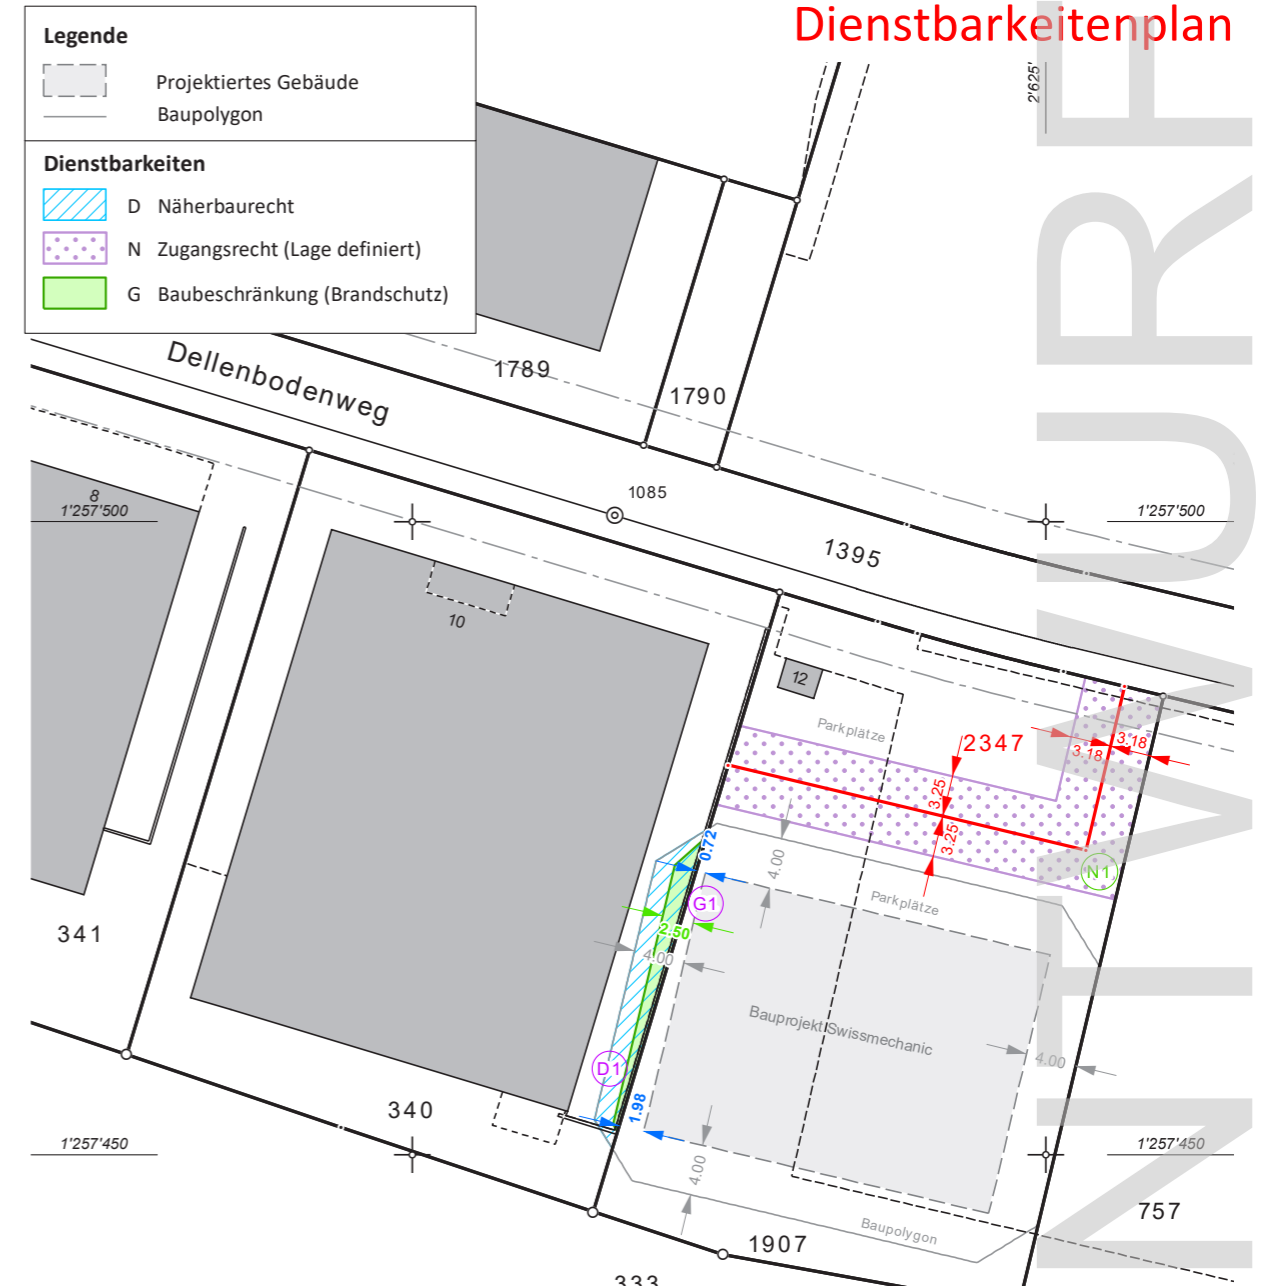 Dienstbarkeitenplan
Legende
Projektiertes Gebäude
Baupolygon
Dienstbarkeiten
D Näherbaurecht
N Zugangsrecht (Lage definiert)
G Baubeschränkung (Brandschutz)
2'625'
Dellenbodenweg
1789
1790
8
1'257'500
1085
1'257'500
1395
10
12
Parkplätze
2347
3.18
3.18
3.25
3.25
0.72
4.00
N1
G1
Parkplätze
2.50
341
4.00
Bauprojekt Swissmechanic
4.00
D1
340
1.98
1'257'450
1'257'450
4.00
757
Baupolygon
1907
333
ENTWURF